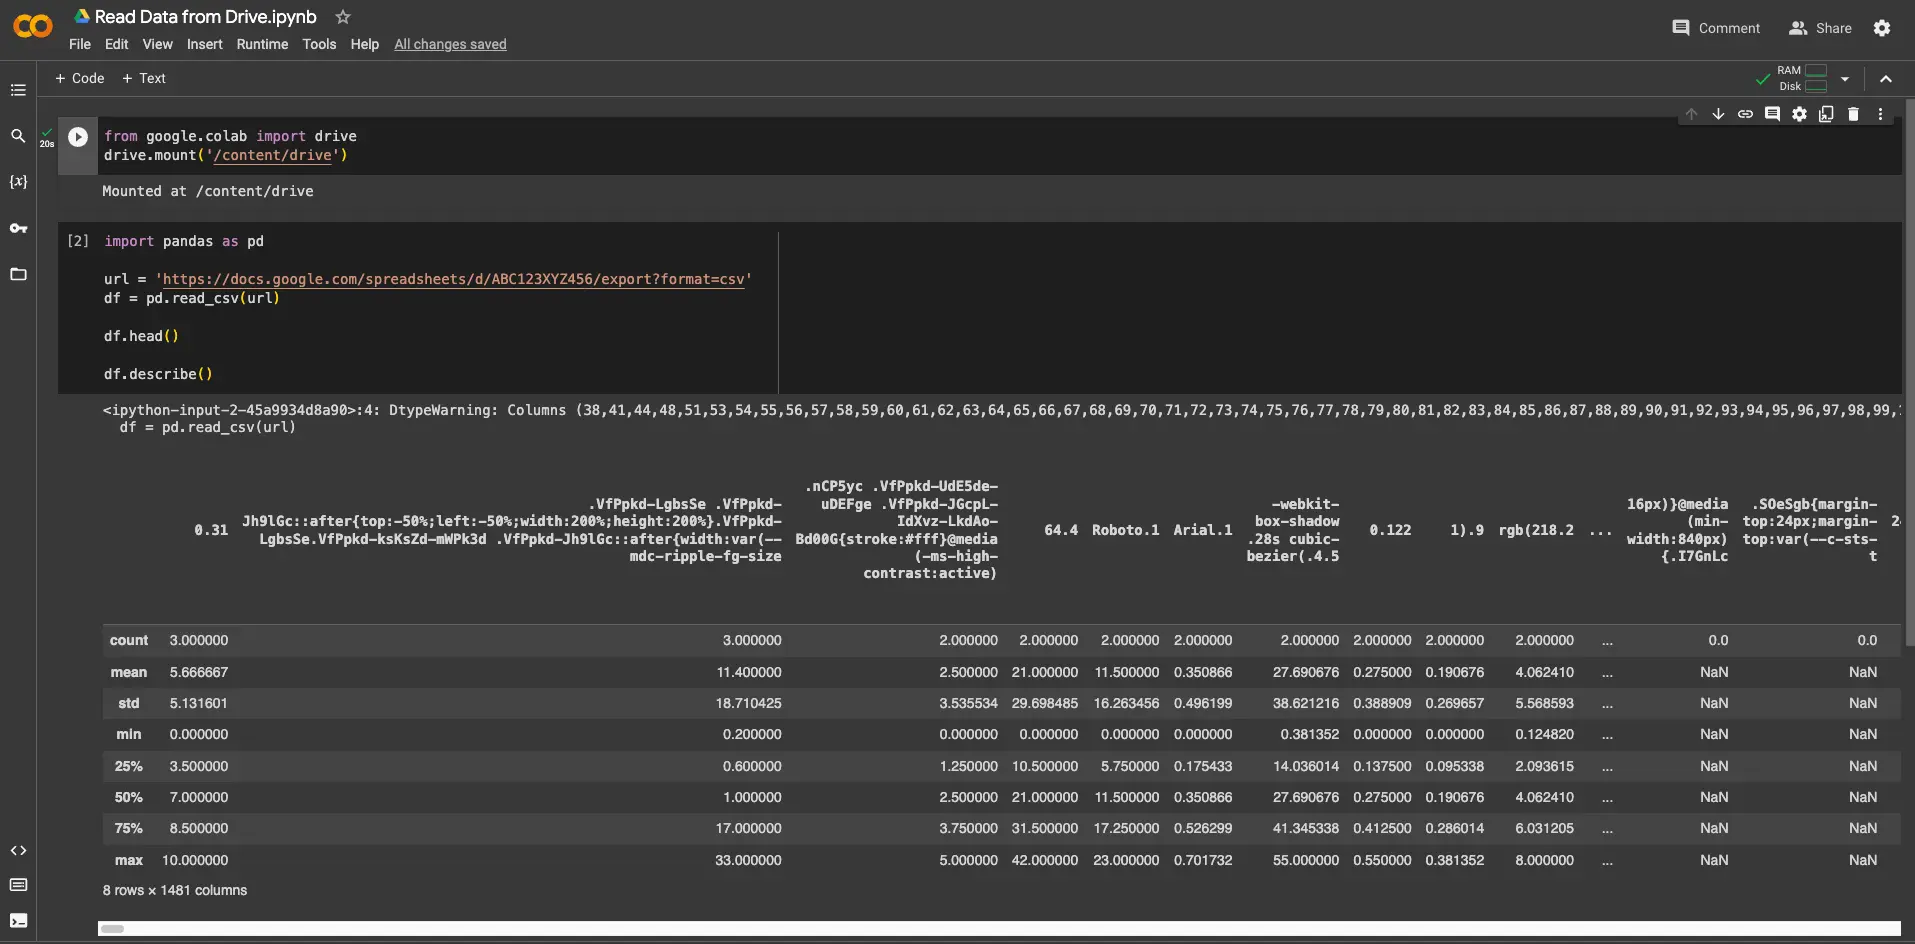 Read Data from Drive.ipynb
File Edit View Insert Runtime Tools Help All changes saved
Comment Share
+ Code + Text
RAM
Disk
20s
from google.colab import drive
drive.mount('/content/drive')
Mounted at /content/drive
[2] import pandas as pd
url = 'https://docs.google.com/spreadsheets/d/ABC123XYZ456/export?format=csv'
df = pd.read_csv(url)
df.head()
df.describe()
<ipython-input-2-45a9934d8a90>:4: DtypeWarning: Columns (38,41,44,48,51,53,54,55,56,57,58,59,60,61,62,63,64,65,66,67,68,69,70,71,72,73,74,75,76,77,78,79,80,81,82,83,84,85,86,87,88,89,90,91,92,93,94,95,96,97,98,99,
df = pd.read_csv(url)
0.31
.VfPpkd-LgbsSe .VfPpkd-
Jh9lGc::after{top:-50%;left:-50%;width:200%;height:200%}.VfPpkd-
LgbsSe.VfPpkd-ksKsZd-mWPk3d .VfPpkd-Jh9lGc::after{width:var(--
mdc-ripple-fg-size
.nCP5yc .VfPpkd-UdE5de-
uDEFge .VfPpkd-JGcpL-
IdXvz-LkdAo-
Bd00G{stroke:#fff}@media
(-ms-high-
contrast:active)
64.4 Roboto.1 Arial.1
-webkit-
box-shadow
.28s cubic-
bezier(.4.5
0.122 1).9 rgb(218.2 ...
16px)}@media
(min-
width:840px)
{.I7GnLc
.SOeSgb{margin-
top:24px;margin-
top:var(--c-sts-
t
count 3.000000 3.000000 2.000000 2.000000 2.000000 2.000000 2.000000 2.000000 2.000000 2.000000 ... 0.0 0.0
mean 5.666667 11.400000 2.500000 21.000000 11.500000 0.350866 27.690676 0.275000 0.190676 4.062410 ... NaN NaN
std 5.131601 18.710425 3.535534 29.698485 16.263456 0.496199 38.621216 0.388909 0.269657 5.568593 ... NaN NaN
min 0.000000 0.200000 0.000000 0.000000 0.000000 0.000000 0.381352 0.000000 0.000000 0.124820 ... NaN NaN
25% 3.500000 0.600000 1.250000 10.500000 5.750000 0.175433 14.036014 0.137500 0.095338 2.093615 ... NaN NaN
50% 7.000000 1.000000 2.500000 21.000000 11.500000 0.350866 27.690676 0.275000 0.190676 4.062410 ... NaN NaN
75% 8.500000 17.000000 3.750000 31.500000 17.250000 0.526299 41.345338 0.412500 0.286014 6.031205 ... NaN NaN
max 10.000000 33.000000 5.000000 42.000000 23.000000 0.701732 55.000000 0.550000 0.381352 8.000000 ... NaN NaN
8 rows × 1481 columns